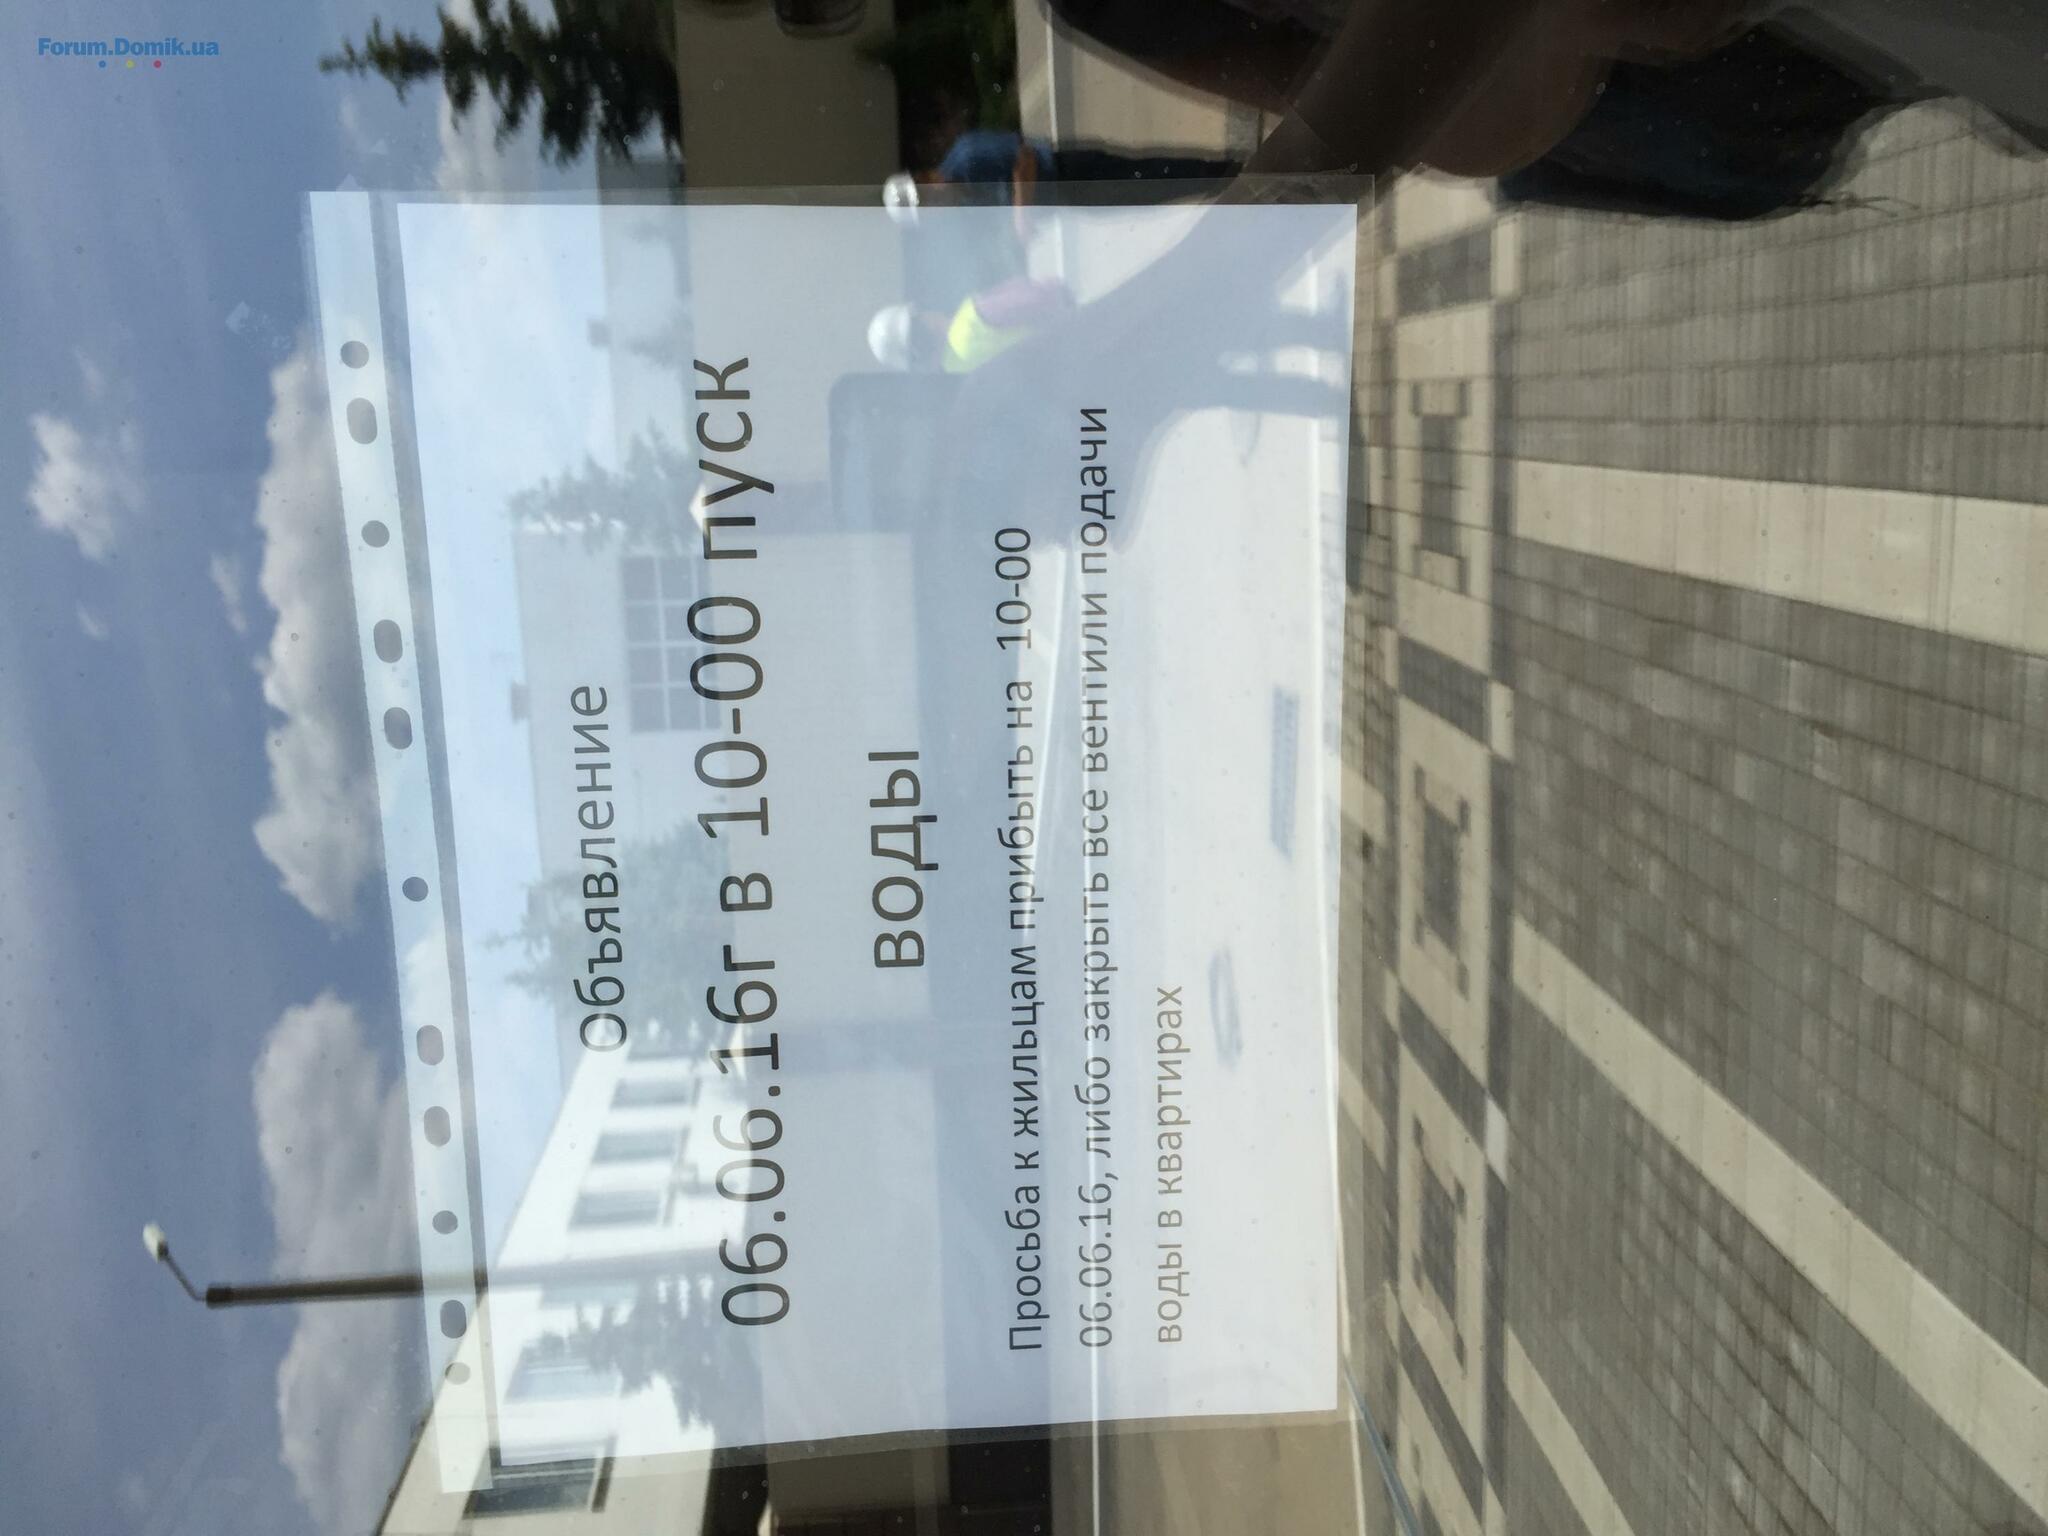 Forum.Domik.ua
Объявление
06.06.16г в 10-00 пуск
воды
Просьба к жильцам прибыть на 10-00
06.06.16, либо закрыть все вентили подачи
воды в квартирах